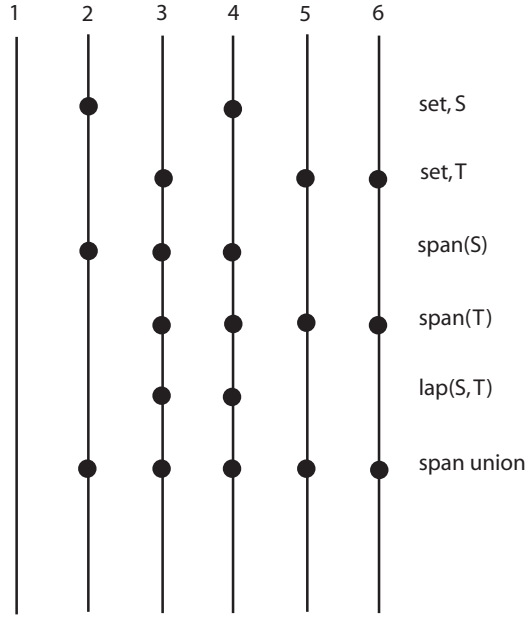 1 2 3 4 5 6
set, S
set, T
span(S)
span(T)
lap(S, T)
span union